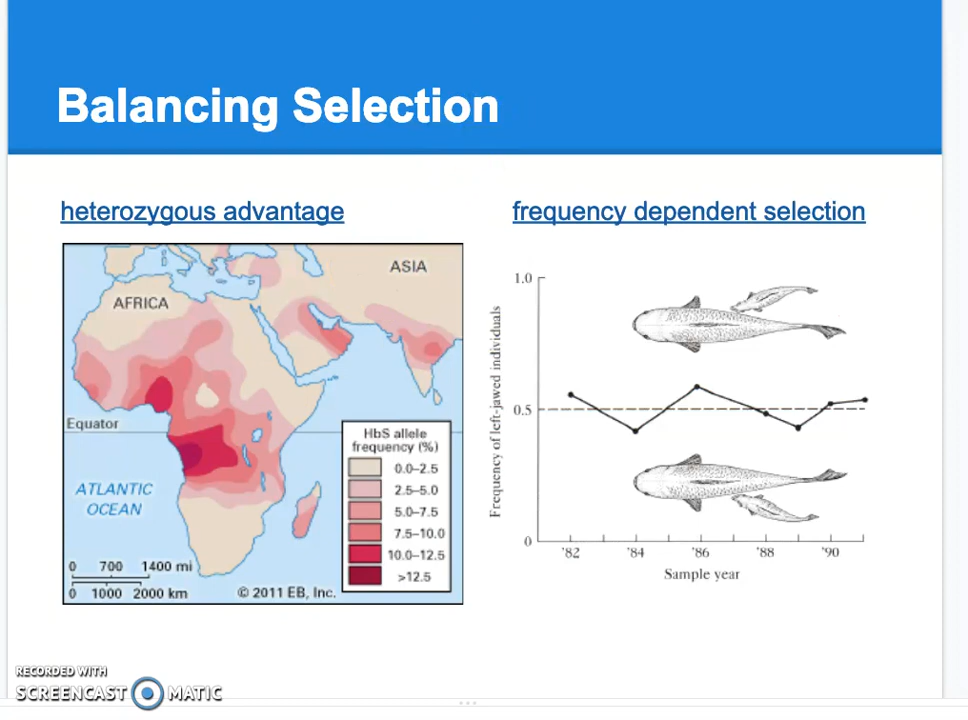 Balancing Selection
heterozygous advantage
frequency dependent selection
ASIA
AFRICA
Equator
ATLANTIC
OCEAN
HbS allele
frequency (%)
0.0–2.5
2.5–5.0
5.0–7.5
7.5–10.0
10.0–12.5
>12.5
0 700 1400 mi
0 1000 2000 km
© 2011 EB, Inc.
Frequency of left-jawed individuals
1.0
0.5
0
'82 '84 '86 '88 '90
Sample year
RECORDED WITH
SCREENCAST MATIC